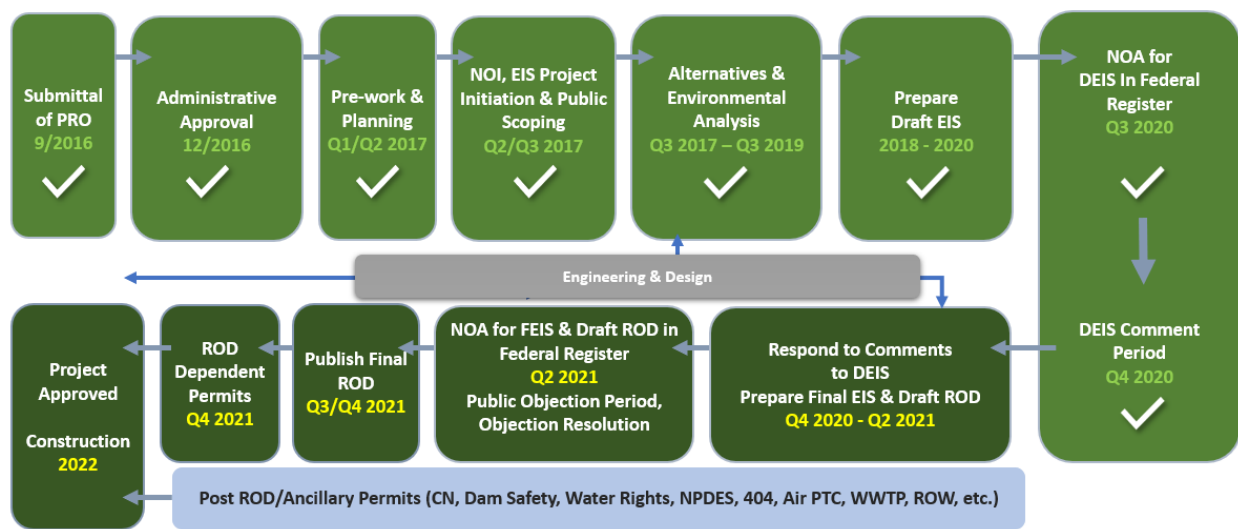 Submittal
of PRO
9/2016
Administrative
Approval
12/2016
Pre-work &
Planning
Q1/Q2 2017
NOI, EIS Project
Initiation & Public
Scoping
Q2/Q3 2017
Alternatives &
Environmental
Analysis
Q3 2017 – Q3 2019
Prepare
Draft EIS
2018 - 2020
NOA for
DEIS In Federal
Register
Q3 2020
DEIS Comment
Period
Q4 2020
Engineering & Design
Respond to Comments
to DEIS
Prepare Final EIS & Draft ROD
Q4 2020 - Q2 2021
NOA for FEIS & Draft ROD in
Federal Register
Q2 2021
Public Objection Period,
Objection Resolution
Publish Final
ROD
Q3/Q4 2021
ROD
Dependent
Permits
Q4 2021
Project
Approved
Construction
2022
Post ROD/Ancillary Permits (CN, Dam Safety, Water Rights, NPDES, 404, Air PTC, WWTP, ROW, etc.)